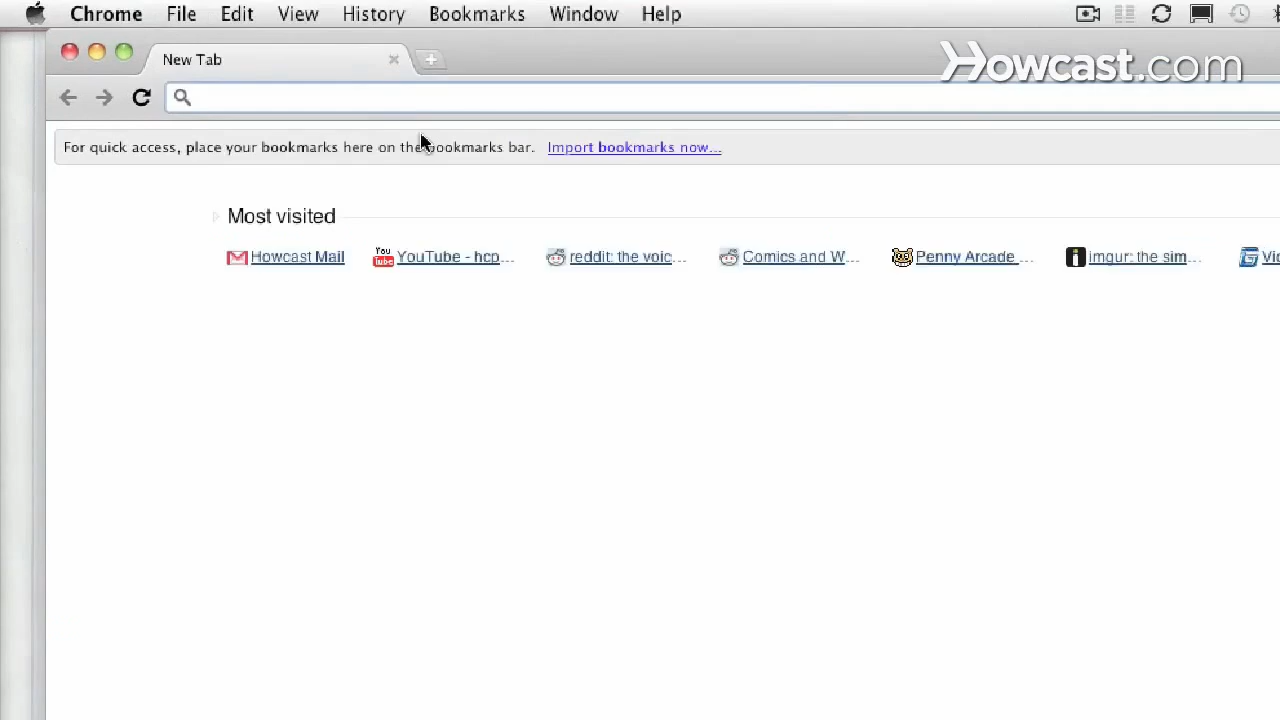 Chrome File Edit View History Bookmarks Window Help
New Tab
Howcast.com
For quick access, place your bookmarks here on the bookmarks bar. Import bookmarks now...
Most visited
Howcast Mail YouTube - hcp... reddit: the voic... Comics and W... Penny Arcade ... imgur: the sim... Vic